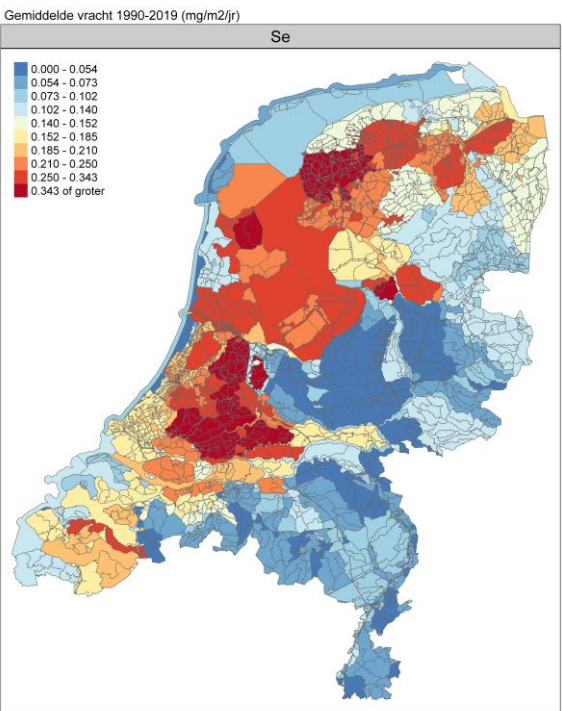 Gemiddelde vracht 1990-2019 (mg/m2/jr)
Se
0.000 - 0.054
0.054 - 0.073
0.073 - 0.102
0.102 - 0.140
0.140 - 0.152
0.152 - 0.185
0.185 - 0.210
0.210 - 0.250
0.250 - 0.343
0.343 of groter